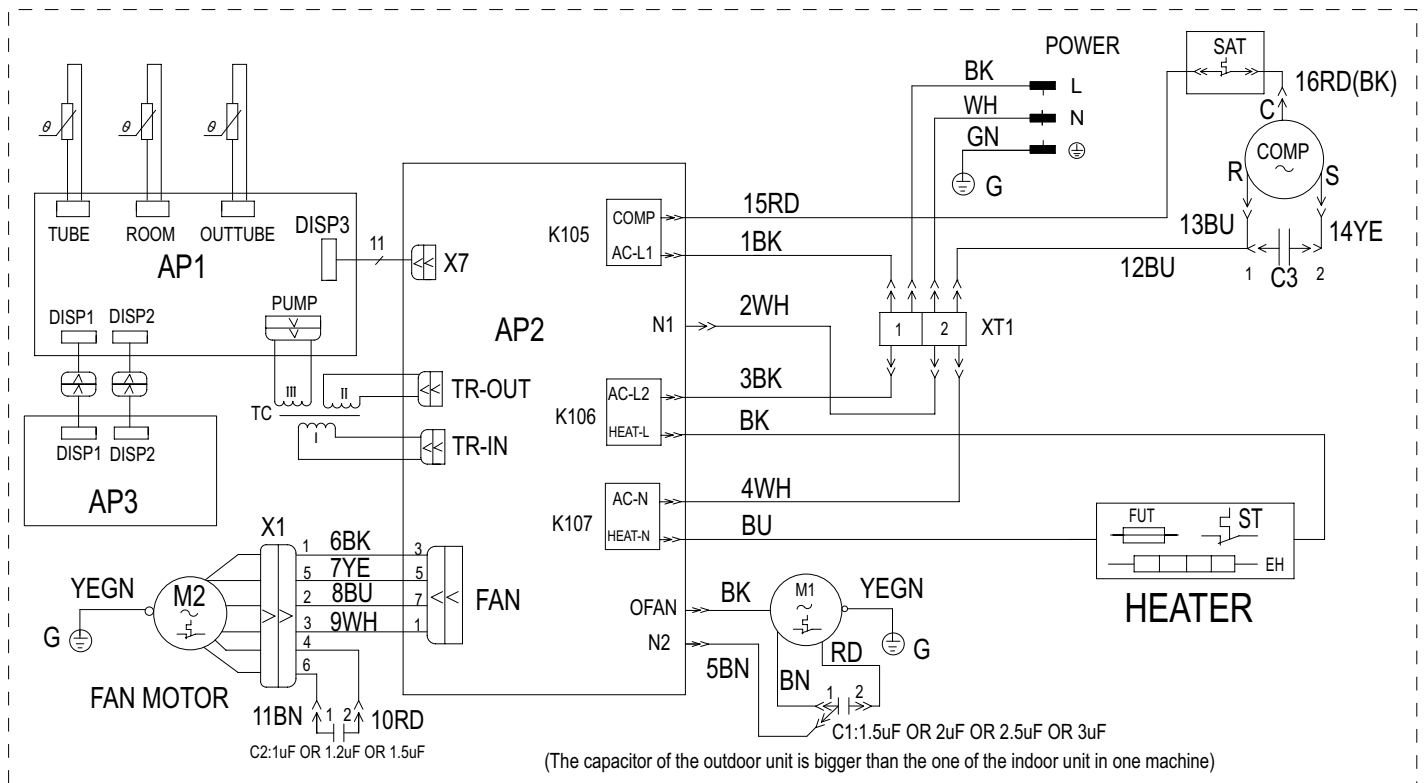 POWER
SAT
BK
L
16RD(BK)
WH
N
C
GN
G
COMP
R
S
θ
θ
θ
TUBE
ROOM
OUTTUBE
DISP3
AP1
11
X7
COMP
15RD
K105
AC-L1
1BK
13BU
14YE
12BU
1
C3
2
PUMP
DISP1
DISP2
AP2
N1
2WH
1
2
XT1
III
II
TC
TR-OUT
I
TR-IN
AC-L2
3BK
K106
HEAT-L
BK
DISP1
DISP2
AP3
AC-N
4WH
K107
HEAT-N
BU
FUT
ST
EH
HEATER
X1
1
6BK
3
5
7YE
5
2
8BU
7
3
9WH
1
4
6
FAN
YEGN
M2
~
G
FAN MOTOR
11BN
1
2
10RD
C2:1uF OR 1.2uF OR 1.5uF
OFAN
BK
M1
~
YEGN
N2
G
5BN
BN
RD
1
2
C1:1.5uF OR 2uF OR 2.5uF OR 3uF
(The capacitor of the outdoor unit is bigger than the one of the indoor unit in one machine)